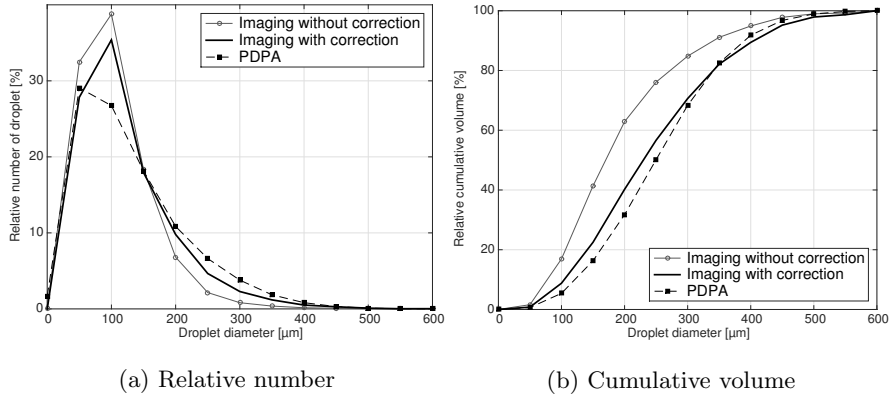 Relative number of droplet [%]
30
20
10
0
0 100 200 300 400 500 600
Droplet diameter [µm]
Imaging without correction
Imaging with correction
PDPA
(a) Relative number
Relative cumulative volume [%]
100
80
60
40
20
0
0 100 200 300 400 500 600
Droplet diameter [µm]
Imaging without correction
Imaging with correction
PDPA
(b) Cumulative volume